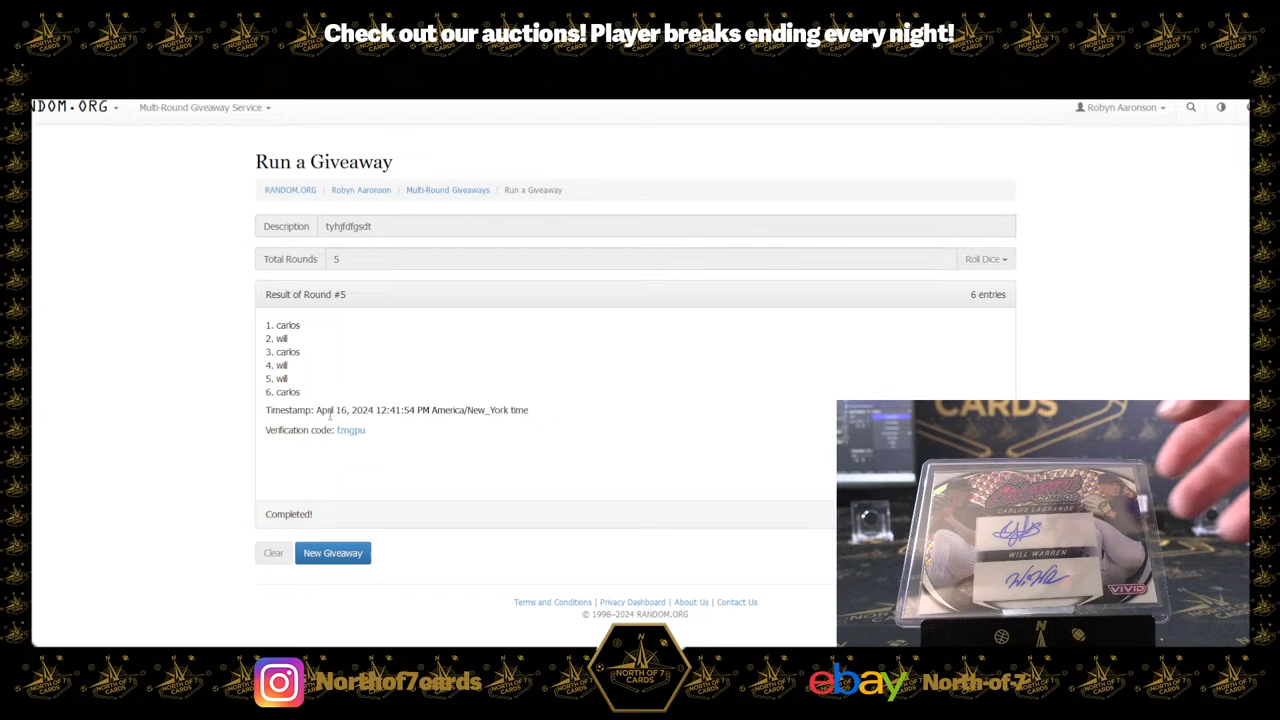 Check out our auctions! Player breaks ending every night!
NDOM.ORG Multi-Round Giveaway Service Robyn Aaronson
Run a Giveaway
RANDOM.ORG / Robyn Aaronson / Multi-Round Giveaways / Run a Giveaway
Description tyhjfdfgsdt
Total Rounds 5 Roll Dice
Result of Round #5 6 entries
1. carlos
2. will
3. carlos
4. will
5. will
6. carlos
Timestamp: April 16, 2024 12:41:54 PM America/New_York time
Verification code: fzngpu
Completed!
Clear New Giveaway
Terms and Conditions | Privacy Dashboard | About Us | Contact Us
© 1998–2024 RANDOM.ORG
CARDS
COMBOS
CARLOS LAGRANGE
WILL WARREN
VIVID
N
NORTH OF 7
CARDS
Northof7cards
ebay North-of-7